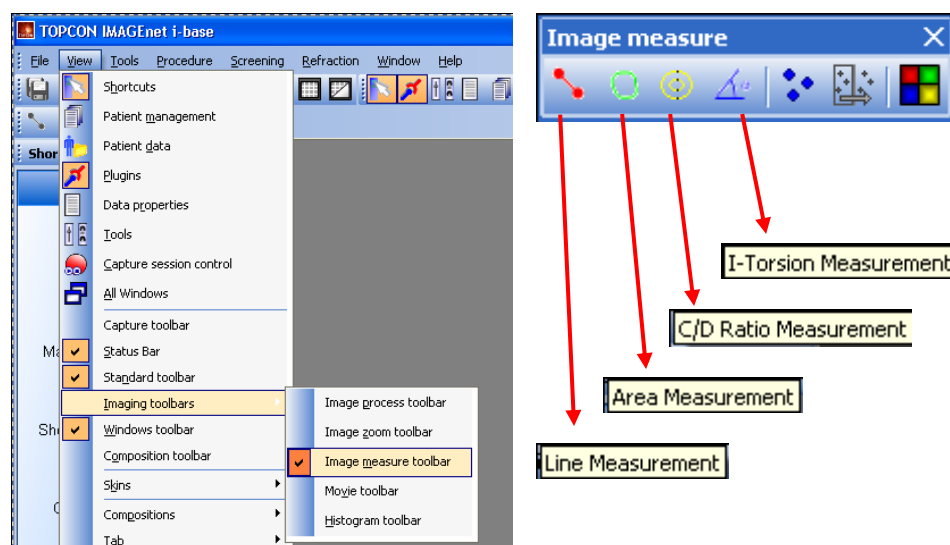 TOPCON IMAGEnet i-base
File View Tools Procedure Screening Refraction Window Help
Shortcuts
Patient management
Patient data
Shor
Plugins
Data properties
Tools
Capture session control
All Windows
Capture toolbar
Ma
Status Bar
Standard toolbar
Imaging toolbars
Sh
Windows toolbar
Composition toolbar
Skins
Compositions
Tab
Image process toolbar
Image zoom toolbar
Image measure toolbar
Movie toolbar
Histogram toolbar
Image measure
I-Torsion Measurement
C/D Ratio Measurement
Area Measurement
Line Measurement